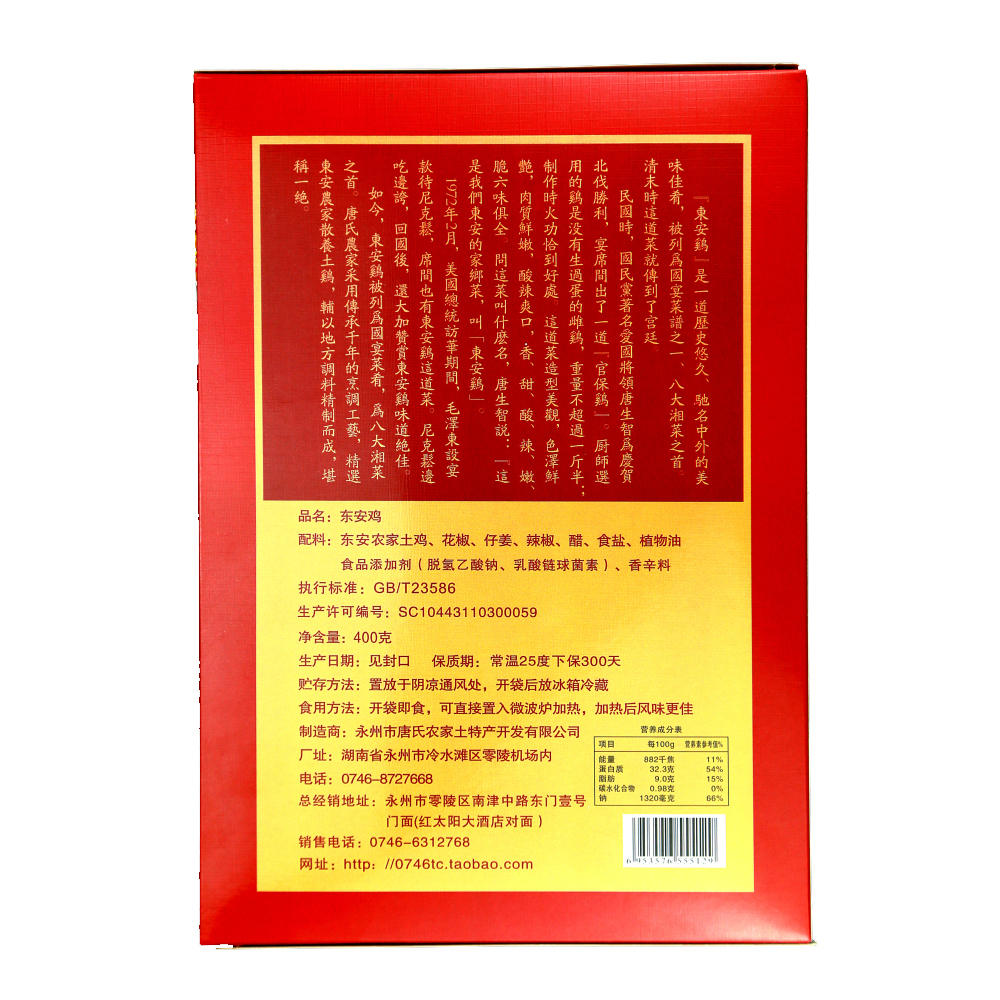 『東安鷄』是一道歷史悠久、馳名中外的美
味佳肴，被列爲國宴菜譜之一、八大湘菜之首。
清末時這道菜就傳到了宫廷。
民國時，國民黨著名愛國將領唐生智爲慶賀
北伐勝利，宴席間出了一道「官保鷄」。厨師選
用的鷄是没有生過蛋的雌鷄，重量不超過一斤半；
制作時火功恰到好處。這道菜造型美觀，色澤鮮
艷，肉質鮮嫩，酸辣爽口，香、甜、酸、辣、嫩、
脆六味俱全。問這菜叫什麽名，唐生智説：『這
是我們東安的家鄉菜，叫「東安鷄」。
1972年2月，美國總統訪華期間，毛澤東設宴
款待尼克鬆，席間也有東安鷄這道菜。尼克鬆邊
吃邊誇，回國後，還大加贊賞東安鷄味道絶佳。
如今，東安鷄被列爲國宴菜肴，爲八大湘菜
之首。唐氏農家采用傳承千年的烹調工藝，精選
東安農家散養土鷄，輔以地方調料精制而成，堪
稱一絶。
品名：东安鸡
配料：东安农家土鸡、花椒、仔姜、辣椒、醋、食盐、植物油
食品添加剂（脱氢乙酸钠、乳酸链球菌素）、香辛料
执行标准：GB/T23586
生产许可编号：SC10443110300059
净含量：400克
生产日期：见封口 保质期：常温25度下保300天
贮存方法：置放于阴凉通风处，开袋后放冰箱冷藏
食用方法：开袋即食，可直接置入微波炉加热，加热后风味更佳
制造商：永州市唐氏农家土特产开发有限公司
厂址：湖南省永州市冷水滩区零陵机场内
电话：0746-8727668
总经销地址：永州市零陵区南津中路东门壹号
门面(红太阳大酒店对面）
销售电话：0746-6312768
网址：http：//0746tc.taobao.com
营养成分表
项目 每100g 营养素参考值%
能量 882千焦 11%
蛋白质 32.3克 54%
脂肪 9.0克 15%
碳水化合物 0.98克 0%
钠 1320毫克 66%
6 953576 555129